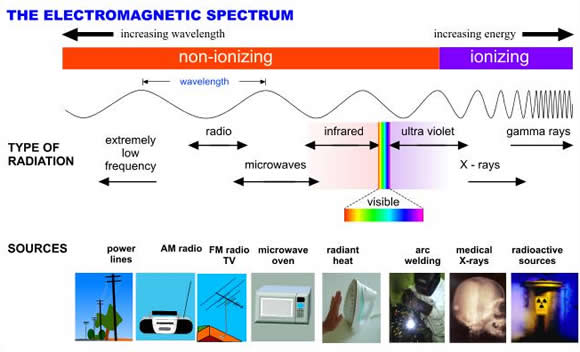 THE ELECTROMAGNETIC SPECTRUM
increasing wavelength
increasing energy
non-ionizing
ionizing
wavelength
TYPE OF
RADIATION
extremely
low
frequency
radio
microwaves
infrared
visible
ultra violet
X - rays
gamma rays
SOURCES
power
lines
AM radio
FM radio
TV
microwave
oven
radiant
heat
arc
welding
medical
X-rays
radioactive
sources